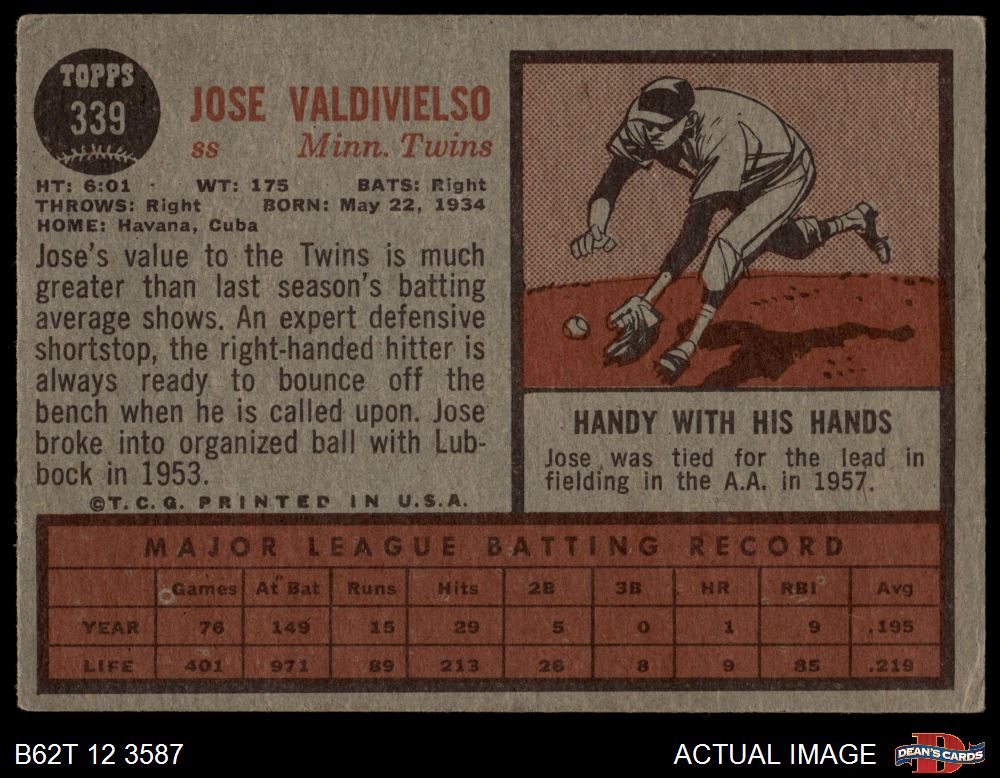 TOPPS
339
JOSE VALDIVIELSO
ss Minn. Twins
HT: 6:01 · WT: 175 BATS: Right
THROWS: Right BORN: May 22, 1934
HOME: Havana, Cuba
Jose's value to the Twins is much
greater than last season's batting
average shows. An expert defensive
shortstop, the right-handed hitter is
always ready to bounce off the
bench when he is called upon. Jose
broke into organized ball with Lub-
bock in 1953.
©T.C.G. PRINTED IN U.S.A.
HANDY WITH HIS HANDS
Jose was tied for the lead in
fielding in the A.A. in 1957.
MAJOR LEAGUE BATTING RECORD
Games At Bat Runs Hits 2B 3B HR RBI Avg
YEAR 76 149 15 29 5 0 1 9 .195
LIFE 401 971 89 213 26 8 9 85 .219
B62T 12 3587
ACTUAL IMAGE
DEAN'S CARDS